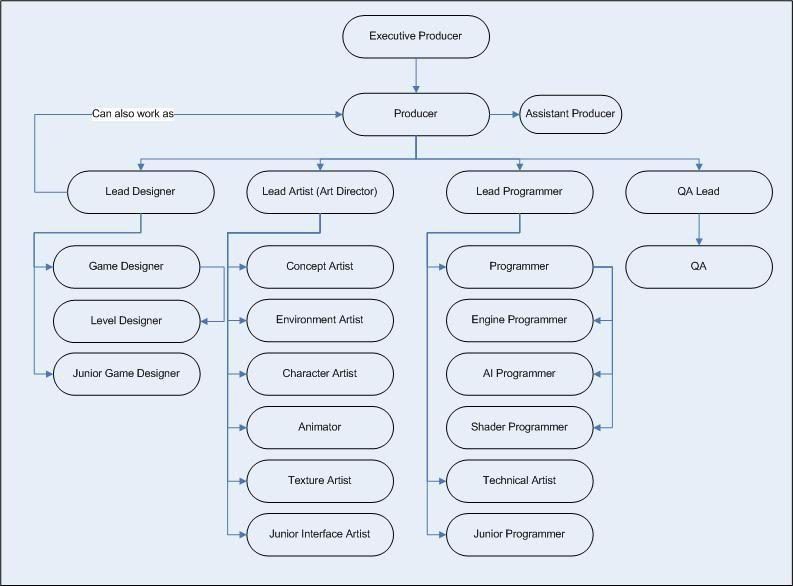 Executive Producer
Can also work as
Producer
Assistant Producer
Lead Designer
Lead Artist (Art Director)
Lead Programmer
QA Lead
Game Designer
Concept Artist
Programmer
QA
Level Designer
Environment Artist
Engine Programmer
Junior Game Designer
Character Artist
AI Programmer
Animator
Shader Programmer
Texture Artist
Technical Artist
Junior Interface Artist
Junior Programmer